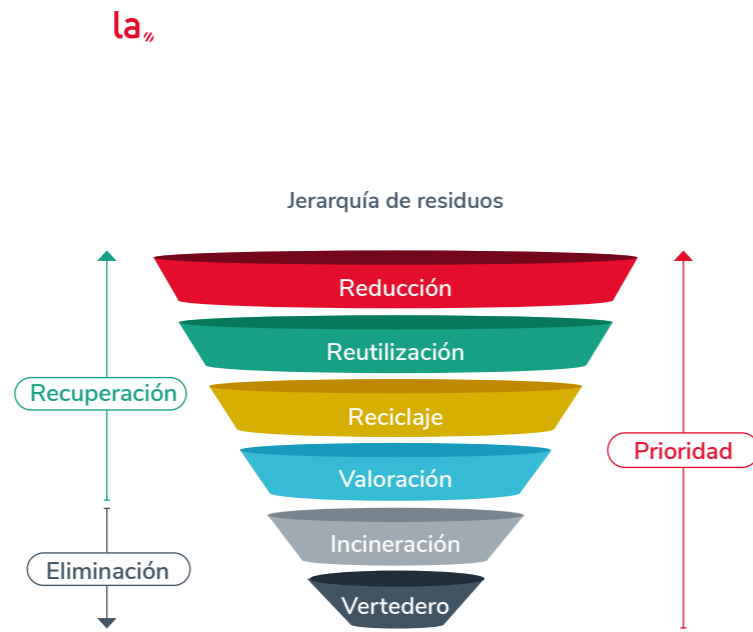 la
Jerarquía de residuos
Reducción
Reutilización
Recuperación
Reciclaje
Prioridad
Valoración
Incineración
Eliminación
Vertedero